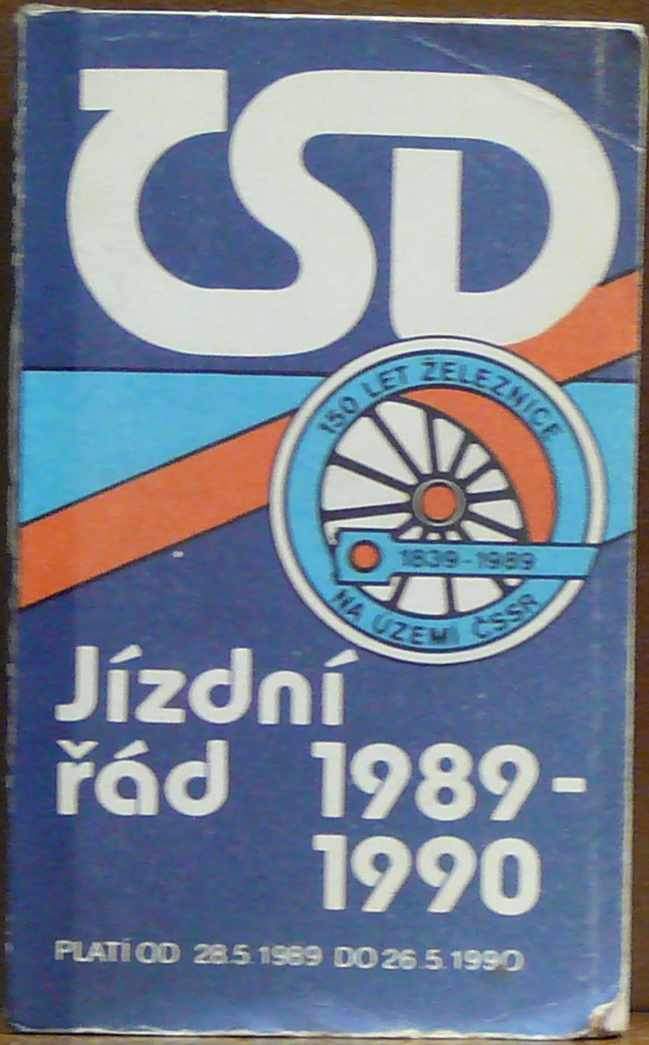 ČSD
150 LET ŽELEZNICE
1839-1989
NA ÚZEMÍ ČSSR
Jízdní
řád 1989-
1990
PLATÍ OD 28.5.1989 DO 26.5.1990